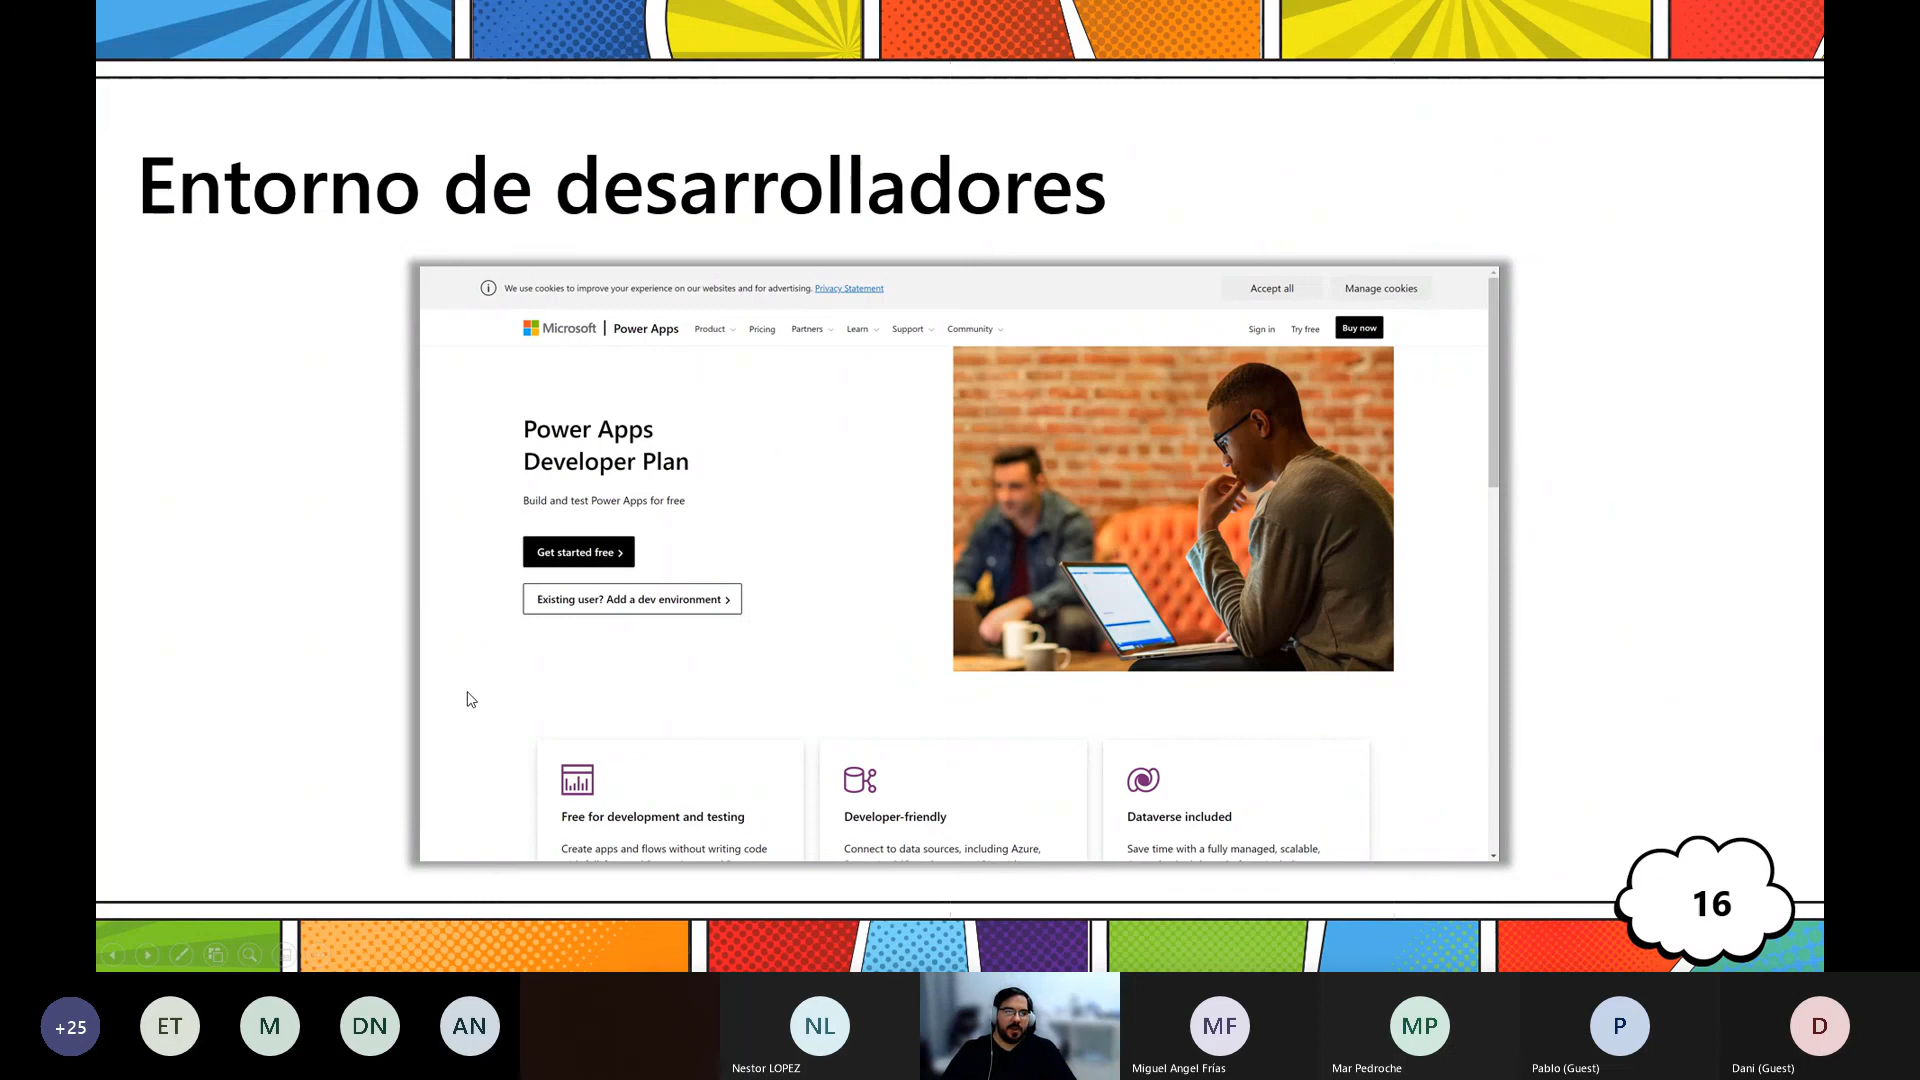 Entorno de desarrolladores
We use cookies to improve your experience on our websites and for advertising. Privacy Statement
Accept all
Manage cookies
Microsoft | Power Apps
Product
Pricing
Partners
Learn
Support
Community
Sign in
Try free
Buy now
Power Apps
Developer Plan
Build and test Power Apps for free
Get started free
Existing user? Add a dev environment
Free for development and testing
Create apps and flows without writing code
Developer-friendly
Connect to data sources, including Azure,
Dataverse included
Save time with a fully managed, scalable,
16
+25
ET
M
DN
AN
NL
Nestor LOPEZ
MF
Miguel Angel Frías
MP
Mar Pedroche
P
Pablo (Guest)
D
Dani (Guest)